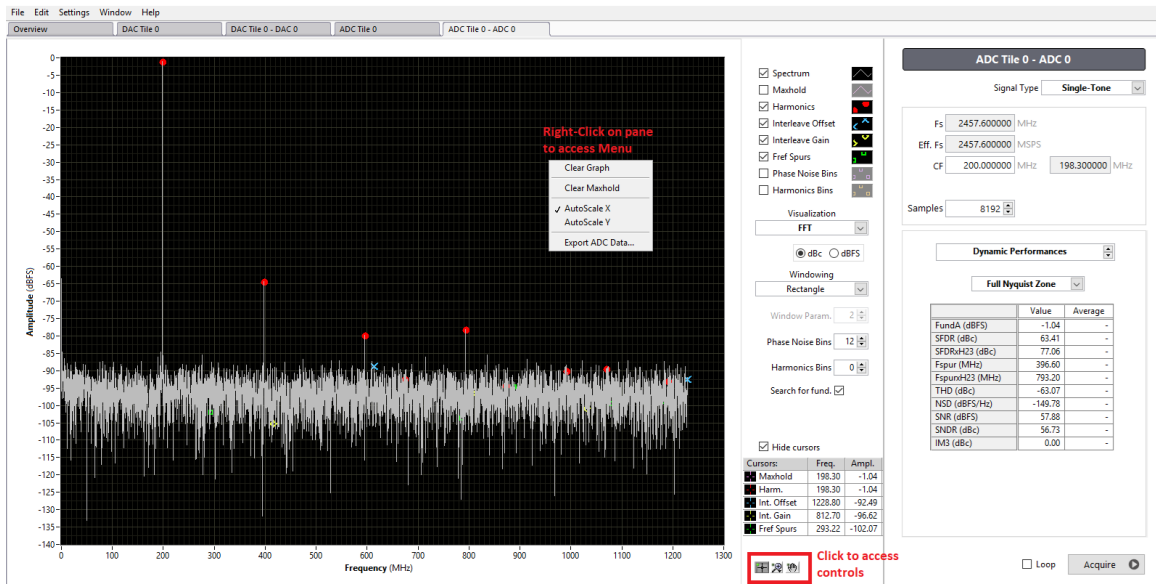 File Edit Settings Window Help
Overview DAC Tile 0 DAC Tile 0 - DAC 0 ADC Tile 0 ADC Tile 0 - ADC 0
Amplitude (dBFS)
0
-5
-10
-15
-20
-25
-30
-35
-40
-45
-50
-55
-60
-65
-70
-75
-80
-85
-90
-95
-100
-105
-110
-115
-120
-125
-130
-135
-140
0 100 200 300 400 500 600 700 800 900 1000 1100 1200 1300
Frequency (MHz)
Right-Click on pane
to access Menu
Clear Graph
Clear Maxhold
✓ AutoScale X
AutoScale Y
Export ADC Data...
Spectrum
Maxhold
Harmonics
Interleave Offset
Interleave Gain
Fref Spurs
Phase Noise Bins
Harmonics Bins
Visualization
FFT
dBc dBFS
Windowing
Rectangle
Window Param. 2
Phase Noise Bins 12
Harmonics Bins 0
Search for fund.
Hide cursors
Cursors: Freq. Ampl.
Maxhold 198.30 -1.04
Harm. 198.30 -1.04
Int. Offset 1228.80 -92.49
Int. Gain 812.70 -96.62
Fref Spurs 293.22 -102.07
Click to access
controls
ADC Tile 0 - ADC 0
Signal Type Single-Tone
Fs 2457.600000 MHz
Eff. Fs 2457.600000 MSPS
CF 200.000000 MHz 198.300000 MHz
Samples 8192
Dynamic Performances
Full Nyquist Zone
Value Average
FundA (dBFS) -1.04 -
SFDR (dBc) 63.41 -
SFDRxH23 (dBc) 77.06 -
Fspur (MHz) 396.60 -
FspurxH23 (MHz) 793.20 -
THD (dBc) -63.07 -
NSD (dBFS/Hz) -149.78 -
SNR (dBFS) 57.88 -
SNDR (dBc) 56.73 -
IM3 (dBc) 0.00 -
Loop Acquire